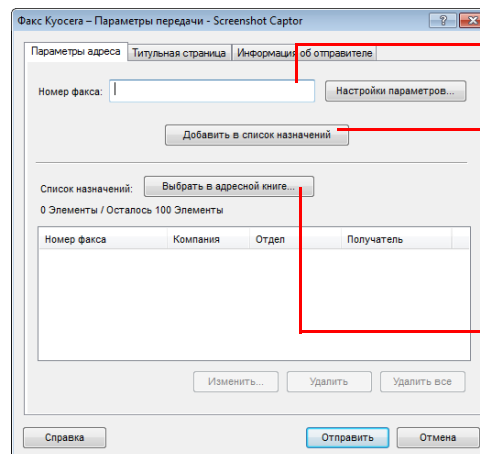 Факс Kyocera – Параметры передачи - Screenshot Captor
Параметры адреса Титульная страница Информация об отправителе
Номер факса: Настройки параметров...
Добавить в список назначений
Список назначений: Выбрать в адресной книге...
0 Элементы / Осталось 100 Элементы
Номер факса Компания Отдел Получатель
Изменить... Удалить Удалить все
Справка Отправить Отмена